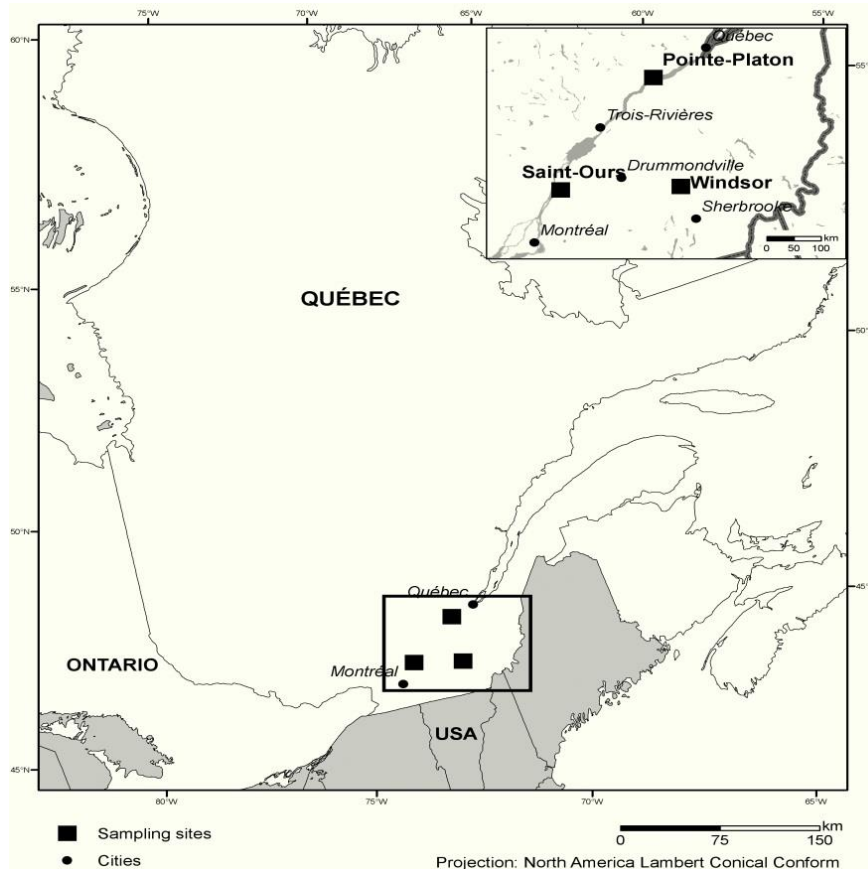 75°W
70°W
65°W
60°W
55°W
60°N
Québec
Pointe-Platon
55°
Trois-Rivières
Saint-Ours
Drummondville
Windsor
Sherbrooke
Montréal
km
0 50 100
55°N
QUÉBEC
50°
50°N
Québec
45°
ONTARIO
Montréal
USA
45°N
80°W
75°W
70°W
65°W
Sampling sites
km
0 75 150
Cities
Projection: North America Lambert Conical Conform